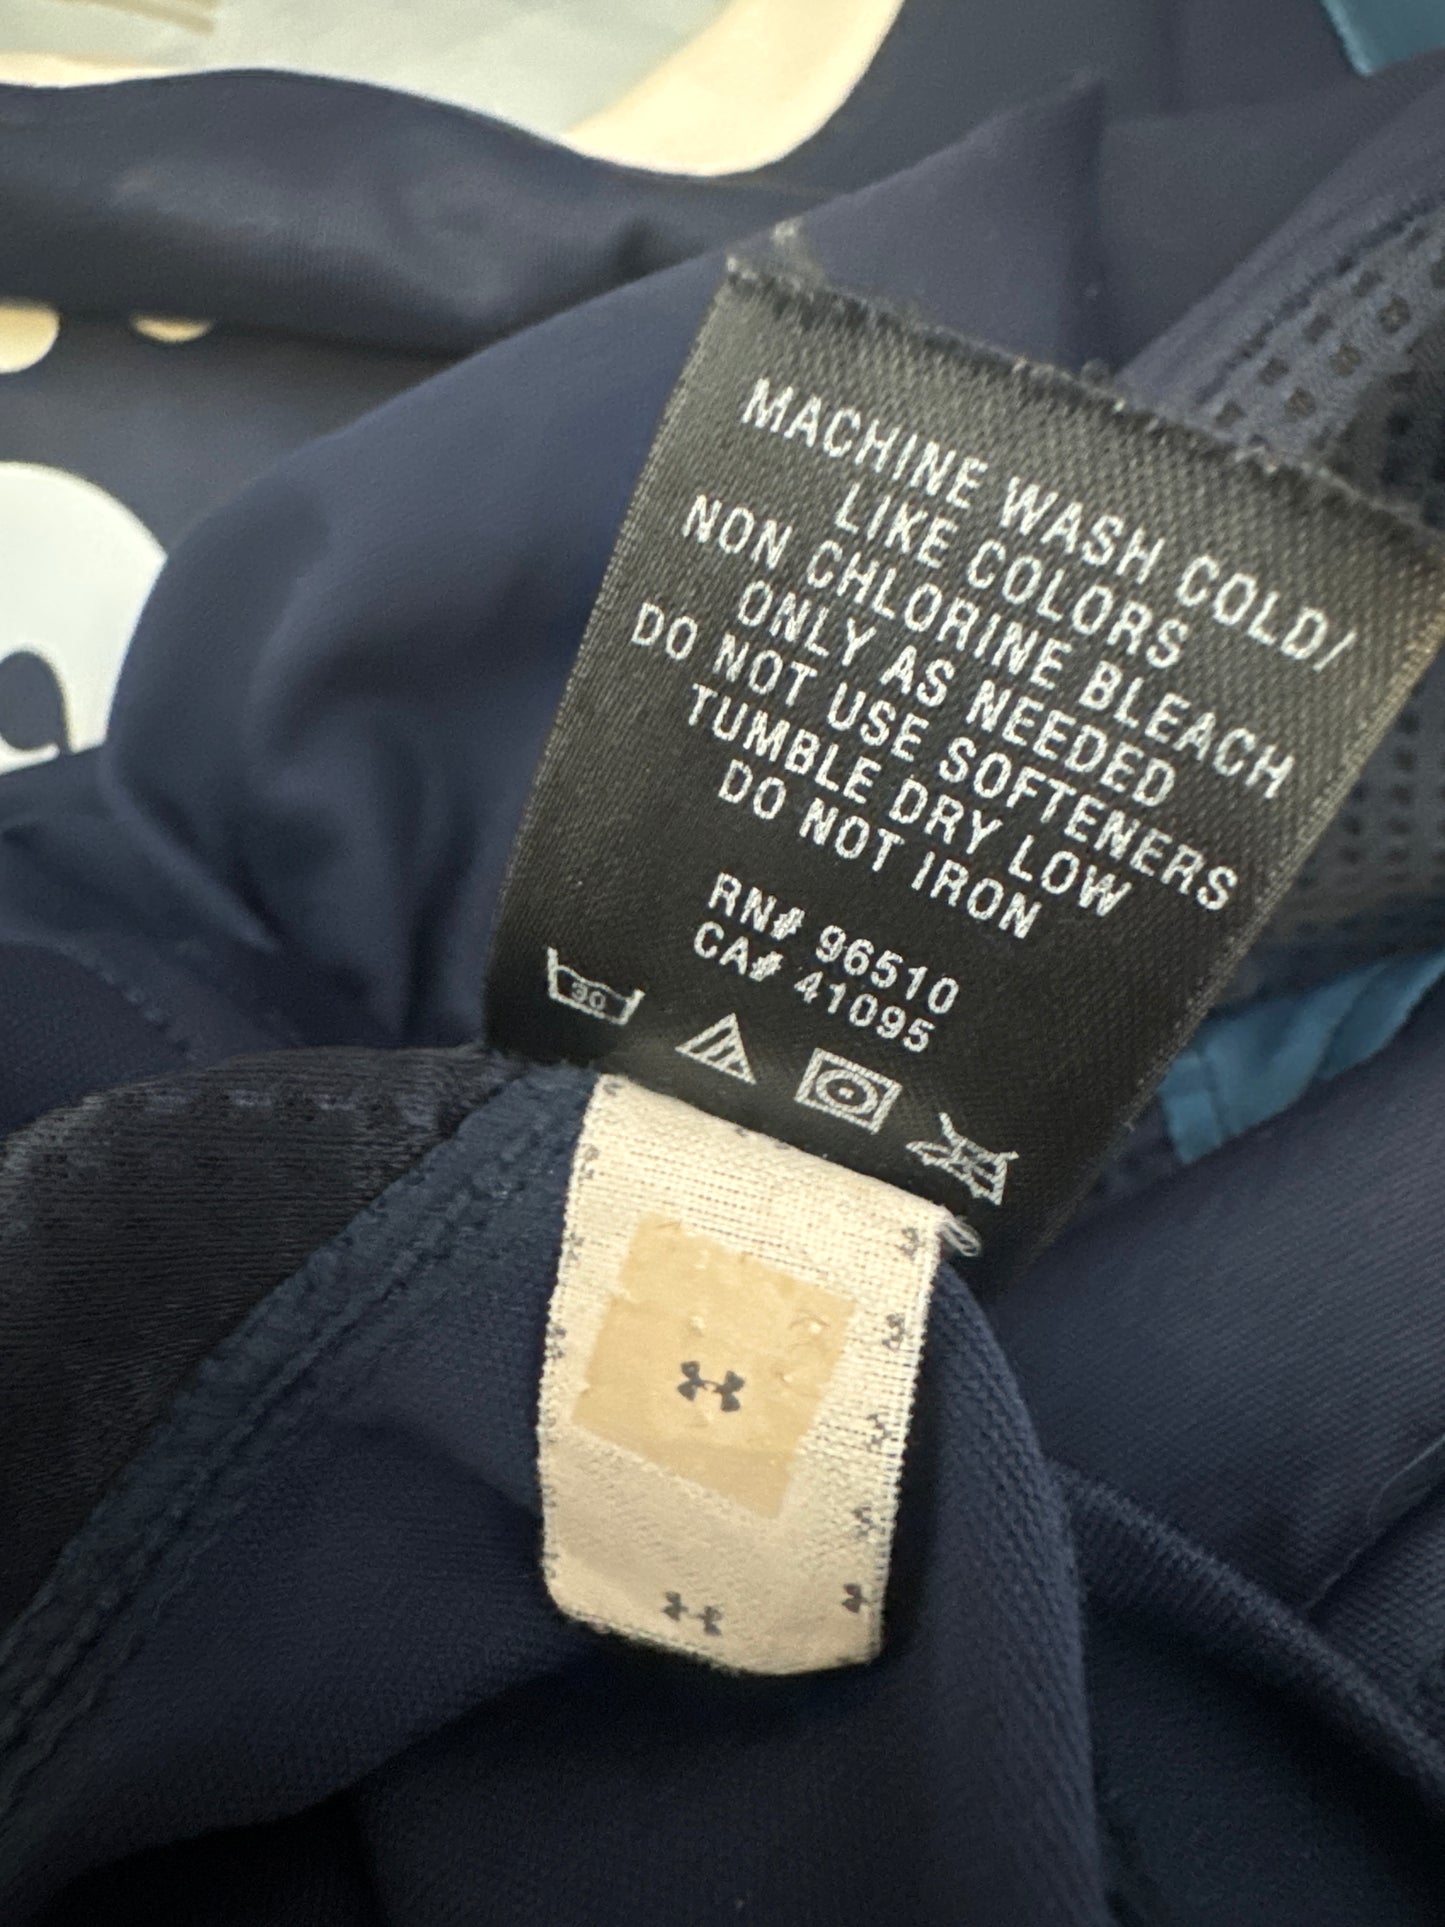 MACHINE WASH COLD/
LIKE COLORS
NON CHLORINE BLEACH
ONLY AS NEEDED
DO NOT USE SOFTENERS
TUMBLE DRY LOW
DO NOT IRON
RN# 96510
CA# 41095
30